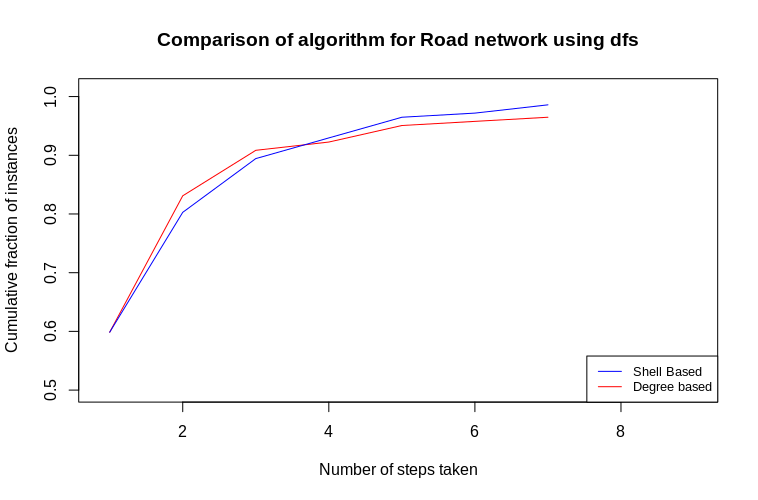 Comparison of algorithm for Road network using dfs
Cumulative fraction of instances
1.0
0.9
0.8
0.7
0.6
0.5
Shell Based
Degree based
2 4 6 8
Number of steps taken